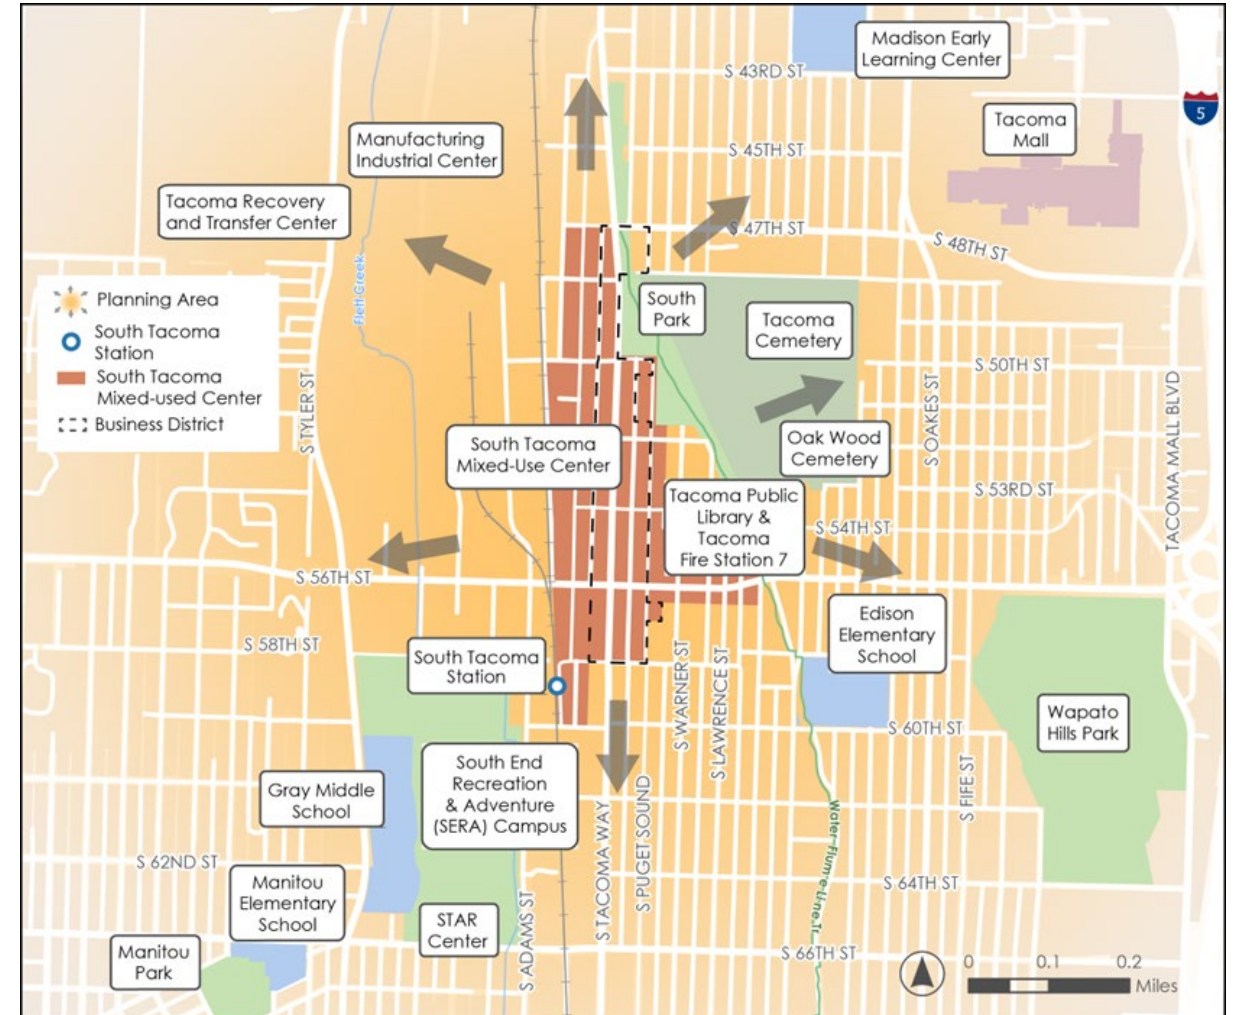 Madison Early
Learning Center
S 43RD ST
5
Tacoma
Mall
Manufacturing
Industrial Center
S 45TH ST
Tacoma Recovery
and Transfer Center
S 47TH ST
S 48TH ST
Flett Creek
Planning Area
South Tacoma
Station
South Tacoma
Mixed-used Center
Business District
South
Park
Tacoma
Cemetery
S 50TH ST
S TYLER ST
S OAKES ST
TACOMA MALL BLVD
South Tacoma
Mixed-Use Center
Oak Wood
Cemetery
S 53RD ST
Tacoma Public
Library &
Tacoma
Fire Station 7
S 54TH ST
S 56TH ST
Edison
Elementary
School
S 58TH ST
South Tacoma
Station
S WARNER ST
S LAWRENCE ST
S 60TH ST
Wapato
Hills Park
South End
Recreation
& Adventure
(SERA) Campus
Gray Middle
School
S FIFE ST
S TACOMA WAY
S PUGET SOUND
Water Flume Line Tr.
S 62ND ST
S 64TH ST
Manitou
Elementary
School
STAR
Center
S ADAMS ST
Manitou
Park
S 66TH ST
0 0.1 0.2
Miles